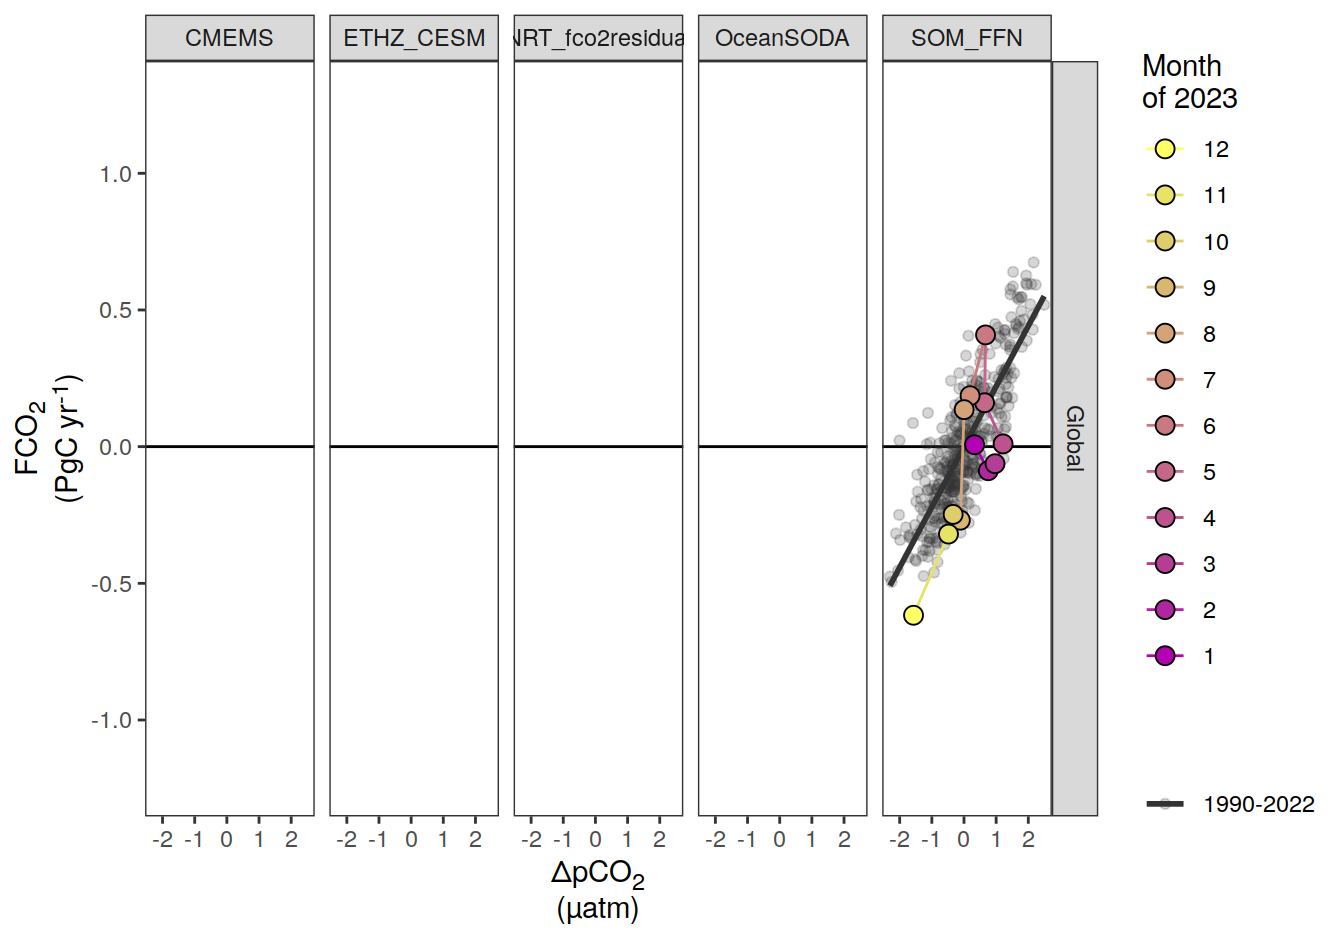 CMEMS ETHZ_CESM NRT_fco2residua OceanSODA SOM_FFN
Month
of 2023
12
11
10
9
8
7
6
5
4
3
2
1
1990-2022
Global
1.0
0.5
0.0
-0.5
-1.0
FCO₂
(PgC yr⁻¹)
-2 -1 0 1 2 -2 -1 0 1 2 -2 -1 0 1 2 -2 -1 0 1 2 -2 -1 0 1 2
ΔpCO₂
(µatm)